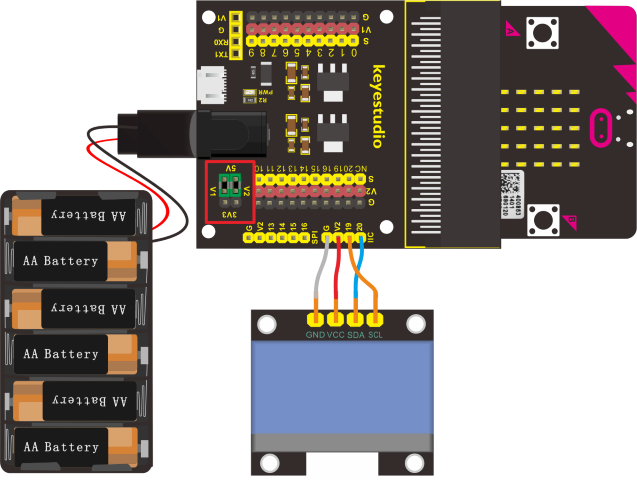 V1
G
RX0
TX1
G
V1
S
9 8 7 6 5 4 3 2 1 0
keyestudio
PWR
R2
A
B
5V
V1
V2
3V3
10 11 12 13 14 15 16 19 20 NC
S
V2
G
G
V2
13
14
15
16
SPI
G
V2
19
20
IIC
GND VCC SDA SCL
AA Battery
AA Battery
AA Battery
AA Battery
AA Battery
AA Battery